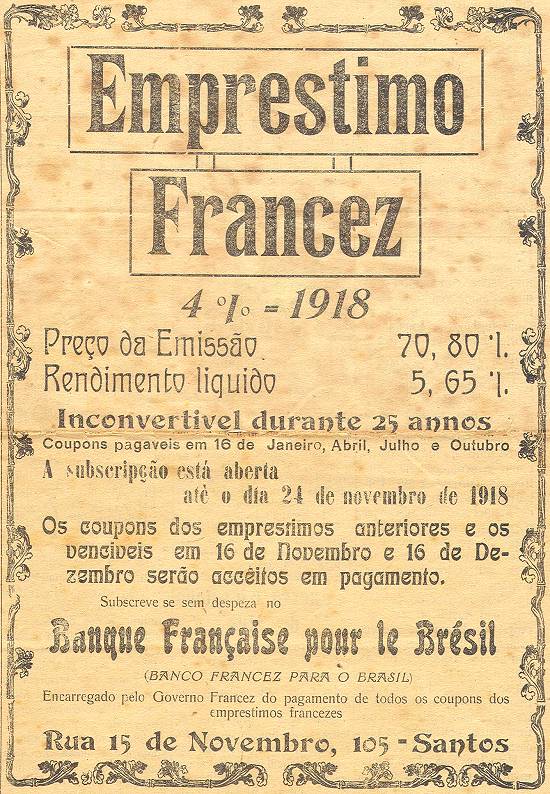 Emprestimo
Francez
4 % = 1918
Preço da Emissão 70,80 %.
Rendimento liquido 5,65 %.
Inconvertivel durante 25 annos
Coupons pagaveis em 16 de Janeiro, Abril, Julho e Outubro
A subscripção está aberta
até o dia 24 de novembro de 1918
Os coupons dos emprestimos anteriores e os
venciveis em 16 de Novembro e 16 de De-
zembro serão accêitos em pagamento.
Subscreve se sem despeza no
Banque Française pour le Brésil
(BANCO FRANCEZ PARA O BRASIL)
Encarregado pelo Governo Francez do pagamento de todos os coupons dos
emprestimos francezes
Rua 15 de Novembro, 105 - Santos